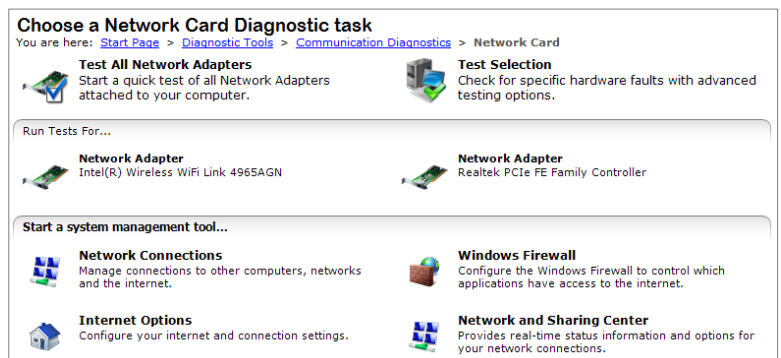 Choose a Network Card Diagnostic task
You are here: Start Page > Diagnostic Tools > Communication Diagnostics > Network Card
Test All Network Adapters
Start a quick test of all Network Adapters
attached to your computer.
Test Selection
Check for specific hardware faults with advanced
testing options.
Run Tests For...
Network Adapter
Intel(R) Wireless WiFi Link 4965AGN
Network Adapter
Realtek PCIe FE Family Controller
Start a system management tool...
Network Connections
Manage connections to other computers, networks
and the internet.
Windows Firewall
Configure the Windows Firewall to control which
applications have access to the internet.
Internet Options
Configure your internet and connection settings.
Network and Sharing Center
Provides real-time status information and options for
your network connections.